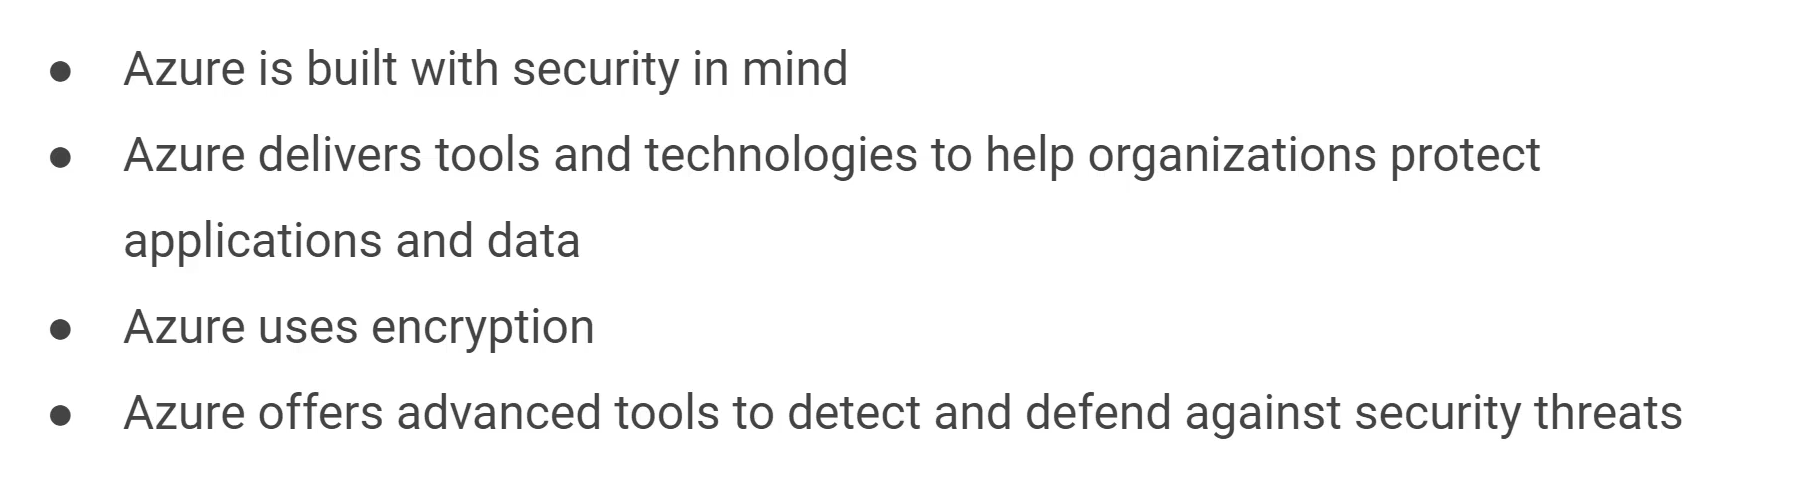 ● Azure is built with security in mind
● Azure delivers tools and technologies to help organizations protect
applications and data
● Azure uses encryption
● Azure offers advanced tools to detect and defend against security threats